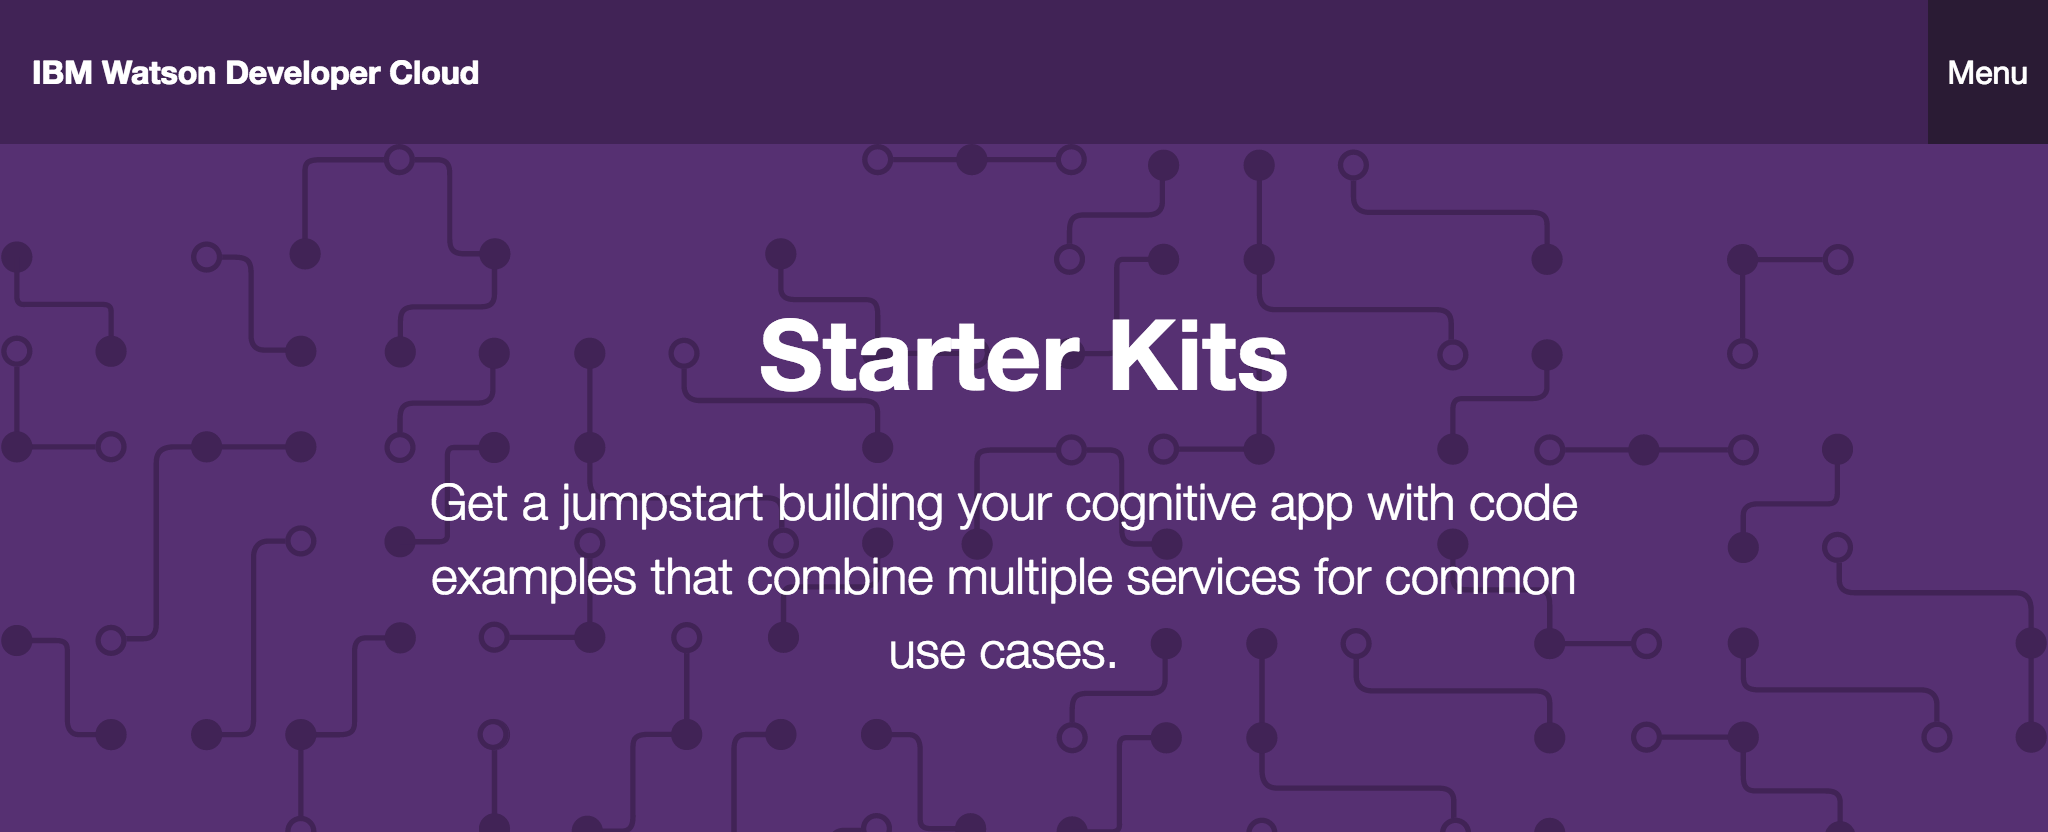 IBM Watson Developer Cloud
Menu
Starter Kits
Get a jumpstart building your cognitive app with code
examples that combine multiple services for common
use cases.